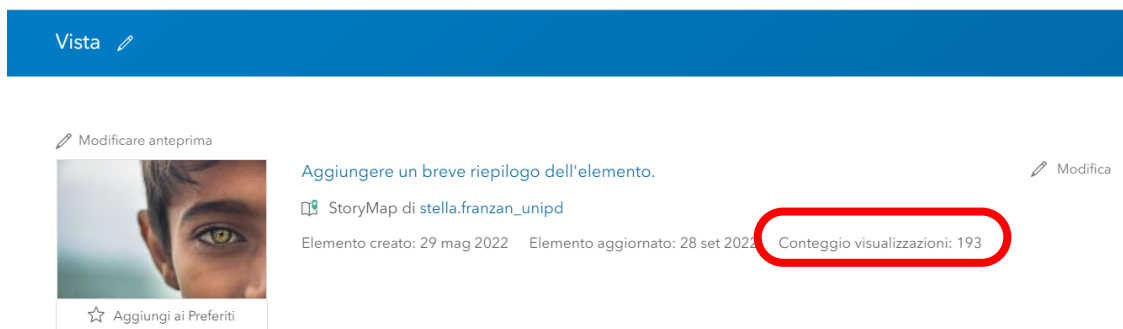 Vista
Modificare anteprima
Aggiungere un breve riepilogo dell'elemento.
Modifica
StoryMap di stella.franzan_unipd
Elemento creato: 29 mag 2022 Elemento aggiornato: 28 set 2022 Conteggio visualizzazioni: 193
Aggiungi ai Preferiti